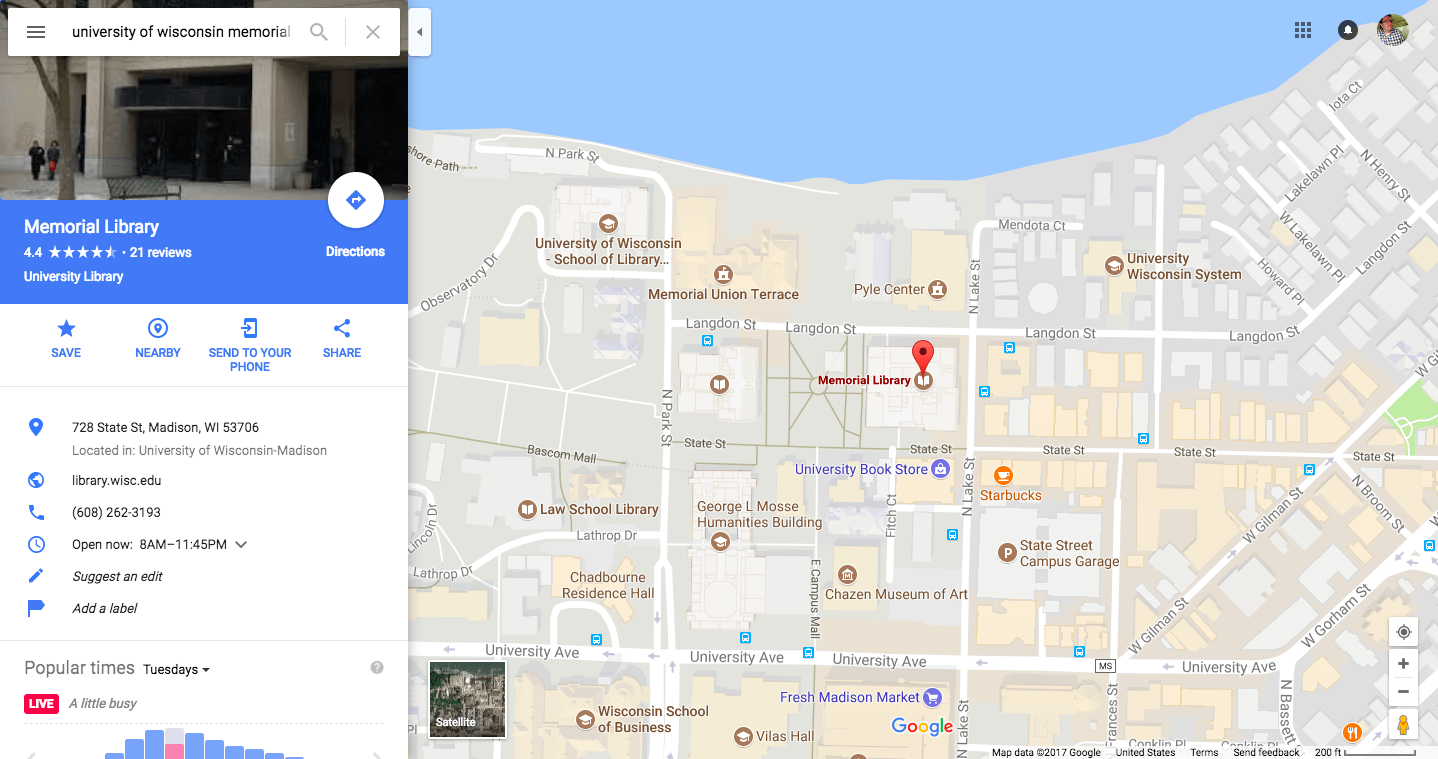 university of wisconsin memorial
Memorial Library
4.4
· 21 reviews
University Library
Directions
SAVE
NEARBY
SEND TO YOUR
PHONE
SHARE
728 State St, Madison, WI 53706
Located in: University of Wisconsin-Madison
library.wisc.edu
(608) 262-3193
Open now: 8AM–11:45PM
Suggest an edit
Add a label
Popular times
Tuesdays
LIVE
A little busy
N Park St
shore Path
University of Wisconsin
- School of Library...
Observatory Dr
Memorial Union Terrace
Pyle Center
N Lake St
Mendota Ct
University
Wisconsin System
Iota Ct
N Henry St
Lakelawn Pl
W Lakelawn Pl
Howard Pl
Langdon St
Langdon St
Langdon St
Langdon St
Langdon St
Memorial Library
N Park St
State St
State St
State St
State St
Bascom Mall
University Book Store
N Lake St
Starbucks
W Gilman St
N Broom St
W G
Law School Library
George L Mosse
Humanities Building
Fitch Ct
Lincoln Dr
Lathrop Dr
Lathrop Dr
Chadbourne
Residence Hall
E Campus Mall
Chazen Museum of Art
P
State Street
Campus Garage
W Gilman St
W Gorham St
University Ave
University Ave
University Ave
University Ave
MS
Fresh Madison Market
Wisconsin School
of Business
Vilas Hall
N Lake St
Frances St
N Bassett
Conklin Pl
Conklin Pl
Satellite
Google
Map data ©2017 Google
United States
Terms
Send feedback
200 ft